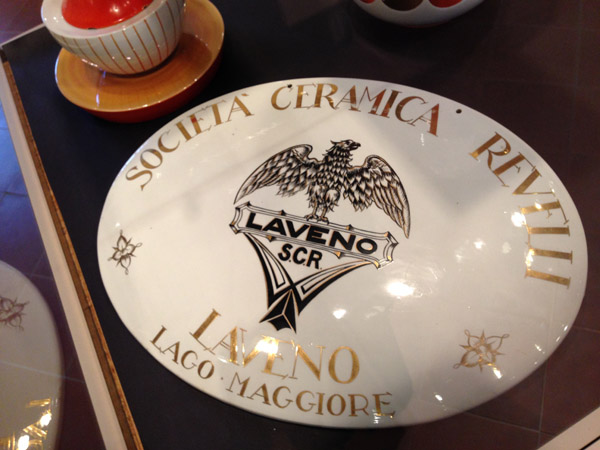 SOCIETÀ CERAMICA REVELLI
LAVENO
S.C.R.
LAVENO
LAGO · MAGGIORE